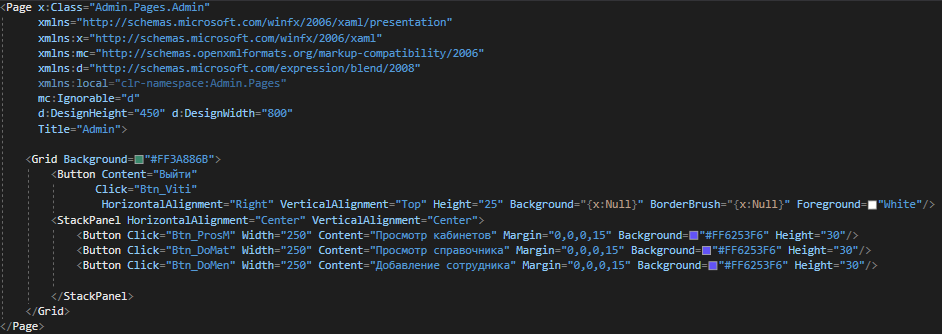 <Page x:Class="Admin.Pages.Admin"
xmlns="http://schemas.microsoft.com/winfx/2006/xaml/presentation"
xmlns:x="http://schemas.microsoft.com/winfx/2006/xaml"
xmlns:mc="http://schemas.openxmlformats.org/markup-compatibility/2006"
xmlns:d="http://schemas.microsoft.com/expression/blend/2008"
xmlns:local="clr-namespace:Admin.Pages"
mc:Ignorable="d"
d:DesignHeight="450" d:DesignWidth="800"
Title="Admin">
<Grid Background="#FF3A886B">
<Button Content="Выйти"
Click="Btn_Viti"
HorizontalAlignment="Right" VerticalAlignment="Top" Height="25" Background="{x:Null}" BorderBrush="{x:Null}" Foreground="White"/>
<StackPanel HorizontalAlignment="Center" VerticalAlignment="Center">
<Button Click="Btn_ProsM" Width="250" Content="Просмотр кабинетов" Margin="0,0,0,15" Background="#FF6253F6" Height="30"/>
<Button Click="Btn_DoMat" Width="250" Content="Просмотр справочника" Margin="0,0,0,15" Background="#FF6253F6" Height="30"/>
<Button Click="Btn_DoMen" Width="250" Content="Добавление сотрудника" Margin="0,0,0,15" Background="#FF6253F6" Height="30"/>
</StackPanel>
</Grid>
</Page>